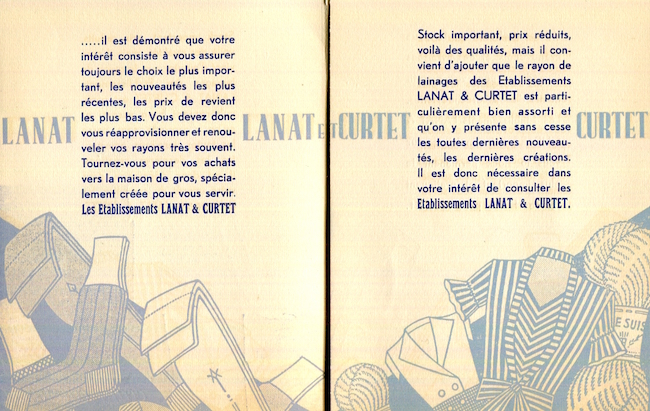 .....il est démontré que votre
intérêt consiste à vous assurer
toujours le choix le plus impor-
tant, les nouveautés les plus
récentes, les prix de revient
les plus bas. Vous devez donc
vous réapprovisionner et renou-
veler vos rayons très souvent.
Tournez-vous pour vos achats
vers la maison de gros, spécia-
lement créée pour vous servir.
Les Etablissements LANAT & CURTET
LANAT
LANAT ET CURTET
Stock important, prix réduits,
voilà des qualités, mais il con-
vient d'ajouter que le rayon de
lainages des Etablissements
LANAT & CURTET est parti-
culièrement bien assorti et
qu'on y présente sans cesse
les toutes dernières nouveau-
tés, les dernières créations.
Il est donc nécessaire dans
votre intérêt de consulter les
Etablissements LANAT & CURTET.
CURTET
E SUIS